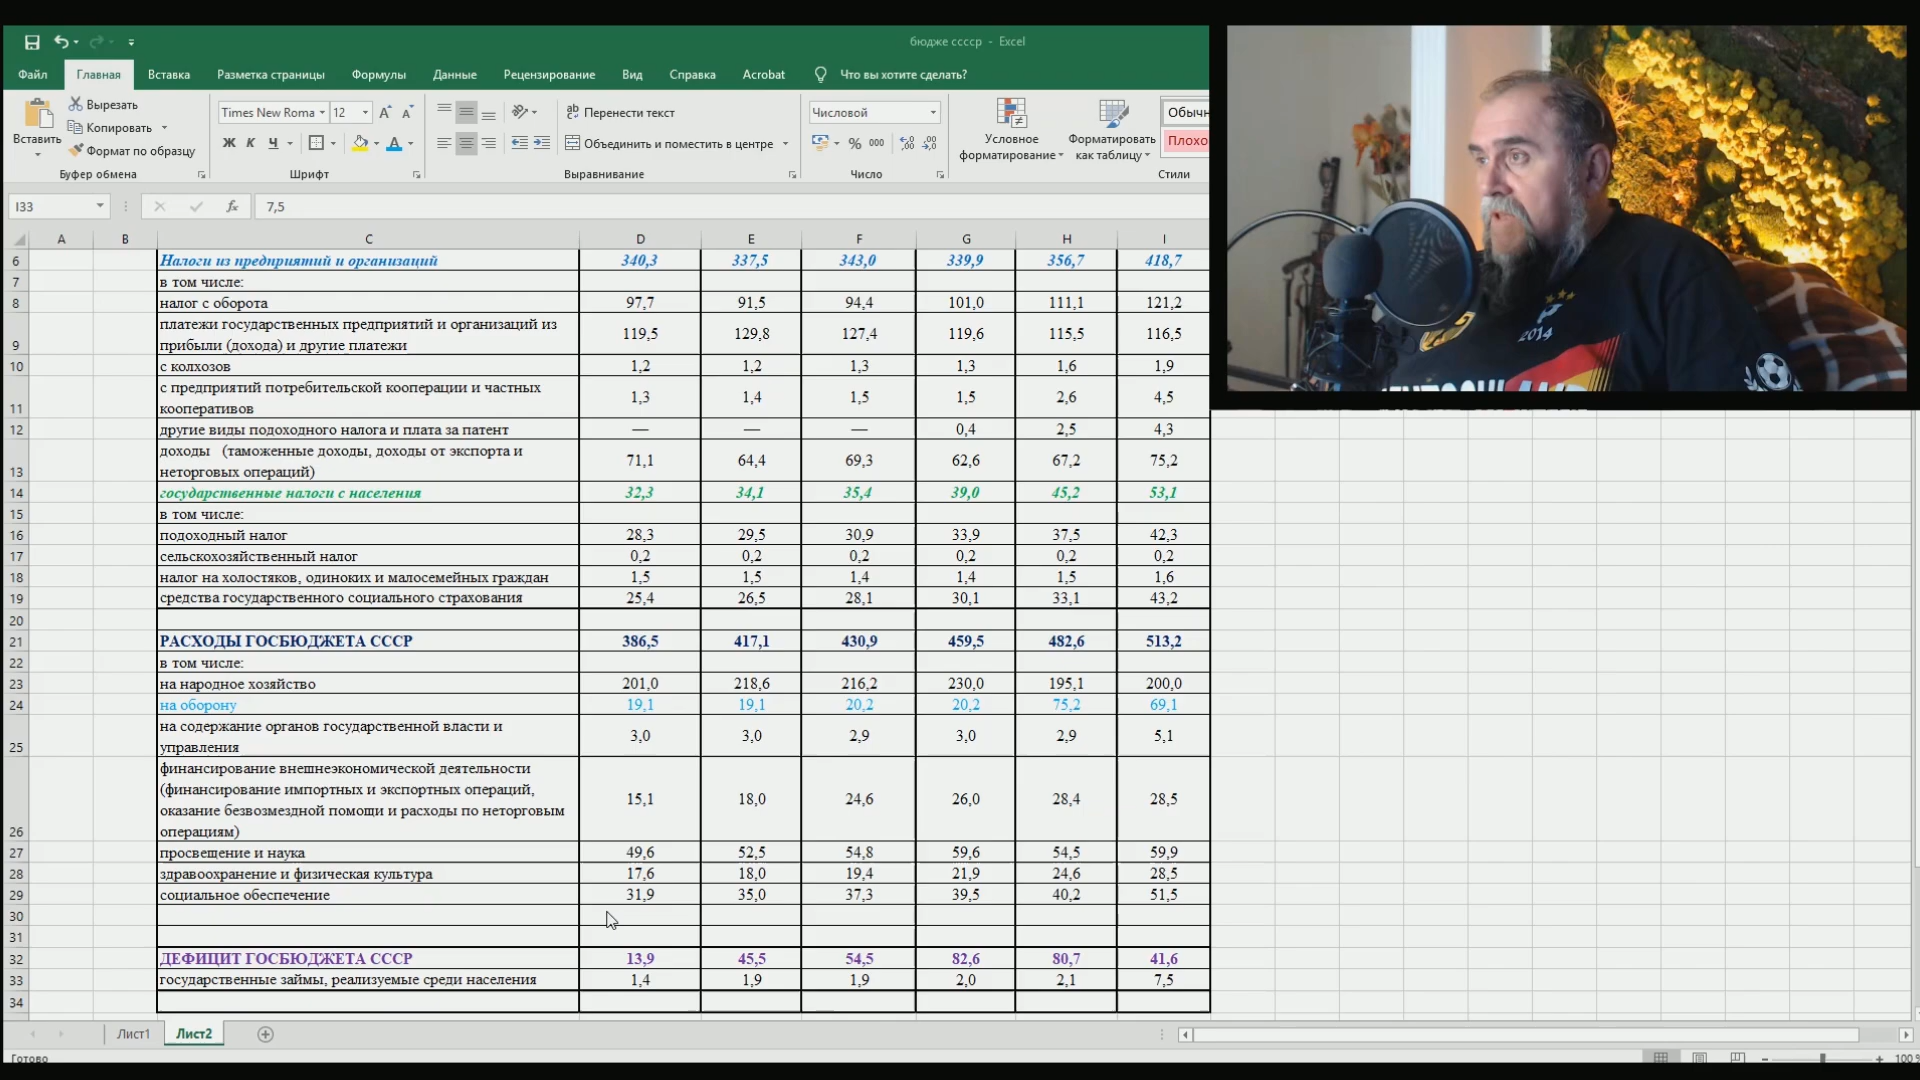 бюдже ссссp - Excel
Файл Главная Вставка Разметка страницы Формулы Данные Рецензирование Вид Справка Acrobat Что вы хотите сделать?
Вставить
Вырезать
Копировать
Формат по образцу
Буфер обмена
Times New Roma 12
Ж К Ч
Шрифт
Перенести текст
Объединить и поместить в центре
Выравнивание
Числовой
% 000
Число
Условное форматирование
Форматировать как таблицу
Обычн
Плохо
Стили
I33 fx 7,5
A B C D E F G H I
6 Налоги из предприятий и организаций 340,3 337,5 343,0 339,9 356,7 418,7
7 в том числе:
8 налог с оборота 97,7 91,5 94,4 101,0 111,1 121,2
платежи государственных предприятий и организаций из
9 прибыли (дохода) и другие платежи 119,5 129,8 127,4 119,6 115,5 116,5
10 с колхозов 1,2 1,2 1,3 1,3 1,6 1,9
с предприятий потребительской кооперации и частных
11 кооперативов 1,3 1,4 1,5 1,5 2,6 4,5
12 другие виды подоходного налога и плата за патент — — — 0,4 2,5 4,3
доходы (таможенные доходы, доходы от экспорта и
13 неторговых операций) 71,1 64,4 69,3 62,6 67,2 75,2
14 государственные налоги с населения 32,3 34,1 35,4 39,0 45,2 53,1
15 в том числе:
16 подоходный налог 28,3 29,5 30,9 33,9 37,5 42,3
17 сельскохозяйственный налог 0,2 0,2 0,2 0,2 0,2 0,2
18 налог на холостяков, одиноких и малосемейных граждан 1,5 1,5 1,4 1,4 1,5 1,6
19 средства государственного социального страхования 25,4 26,5 28,1 30,1 33,1 43,2
20
21 РАСХОДЫ ГОСБЮДЖЕТА СССР 386,5 417,1 430,9 459,5 482,6 513,2
22 в том числе:
23 на народное хозяйство 201,0 218,6 216,2 230,0 195,1 200,0
24 на оборону 19,1 19,1 20,2 20,2 75,2 69,1
на содержание органов государственной власти и
25 управления 3,0 3,0 2,9 3,0 2,9 5,1
финансирование внешнеэкономической деятельности
(финансирование импортных и экспортных операций,
оказание безвозмездной помощи и расходы по неторговым
26 операциям) 15,1 18,0 24,6 26,0 28,4 28,5
27 просвещение и наука 49,6 52,5 54,8 59,6 54,5 59,9
28 здравоохранение и физическая культура 17,6 18,0 19,4 21,9 24,6 28,5
29 социальное обеспечение 31,9 35,0 37,3 39,5 40,2 51,5
30
31
32 ДЕФИЦИТ ГОСБЮДЖЕТА СССР 13,9 45,5 54,5 82,6 80,7 41,6
33 государственные займы, реализуемые среди населения 1,4 1,9 1,9 2,0 2,1 7,5
34
Лист1 Лист2
Готово
100 %
2014